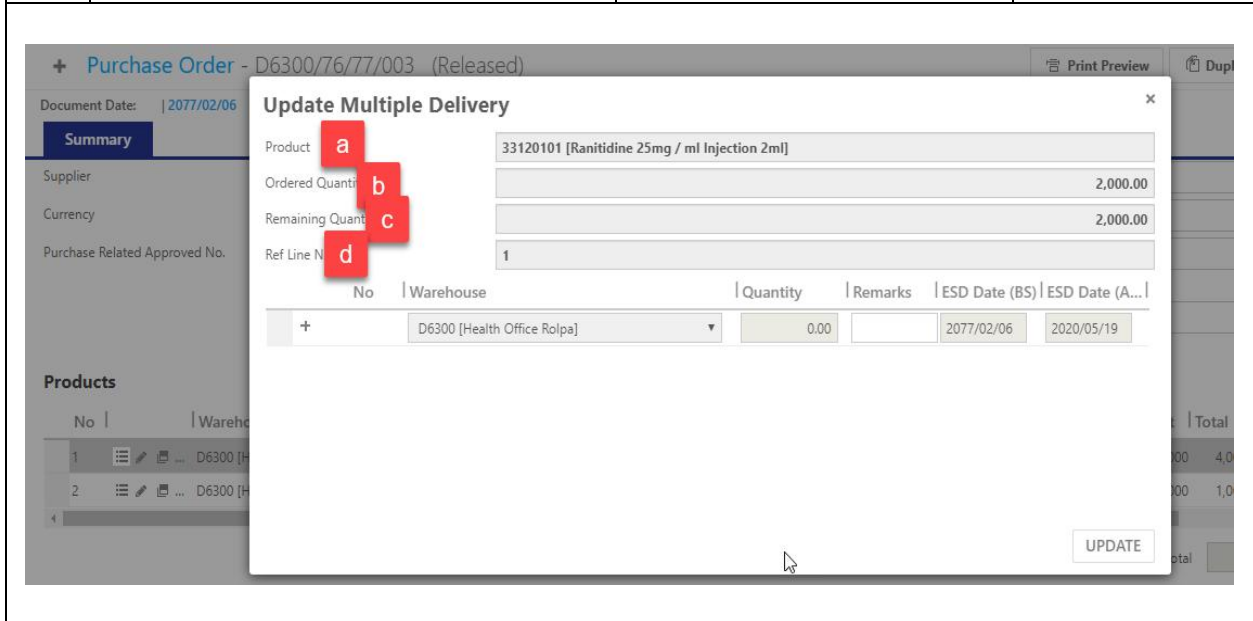 + Purchase Order - D6300/76/77/003 (Released) Print Preview Dupl
Document Date: 2077/02/06
Update Multiple Delivery ×
Summary
Product a 33120101 [Ranitidine 25mg / ml Injection 2ml]
Supplier
Ordered Quantit b 2,000.00
Currency
Remaining Quant c 2,000.00
Purchase Related Approved No.
Ref Line N d 1
No Warehouse Quantity Remarks ESD Date (BS) ESD Date (A...
+ D6300 [Health Office Rolpa] 0.00 2077/02/06 2020/05/19
Products
No Wareho t Total
1 ... D6300 [H 000 4,0
2 ... D6300 [H 000 1,0
UPDATE
otal